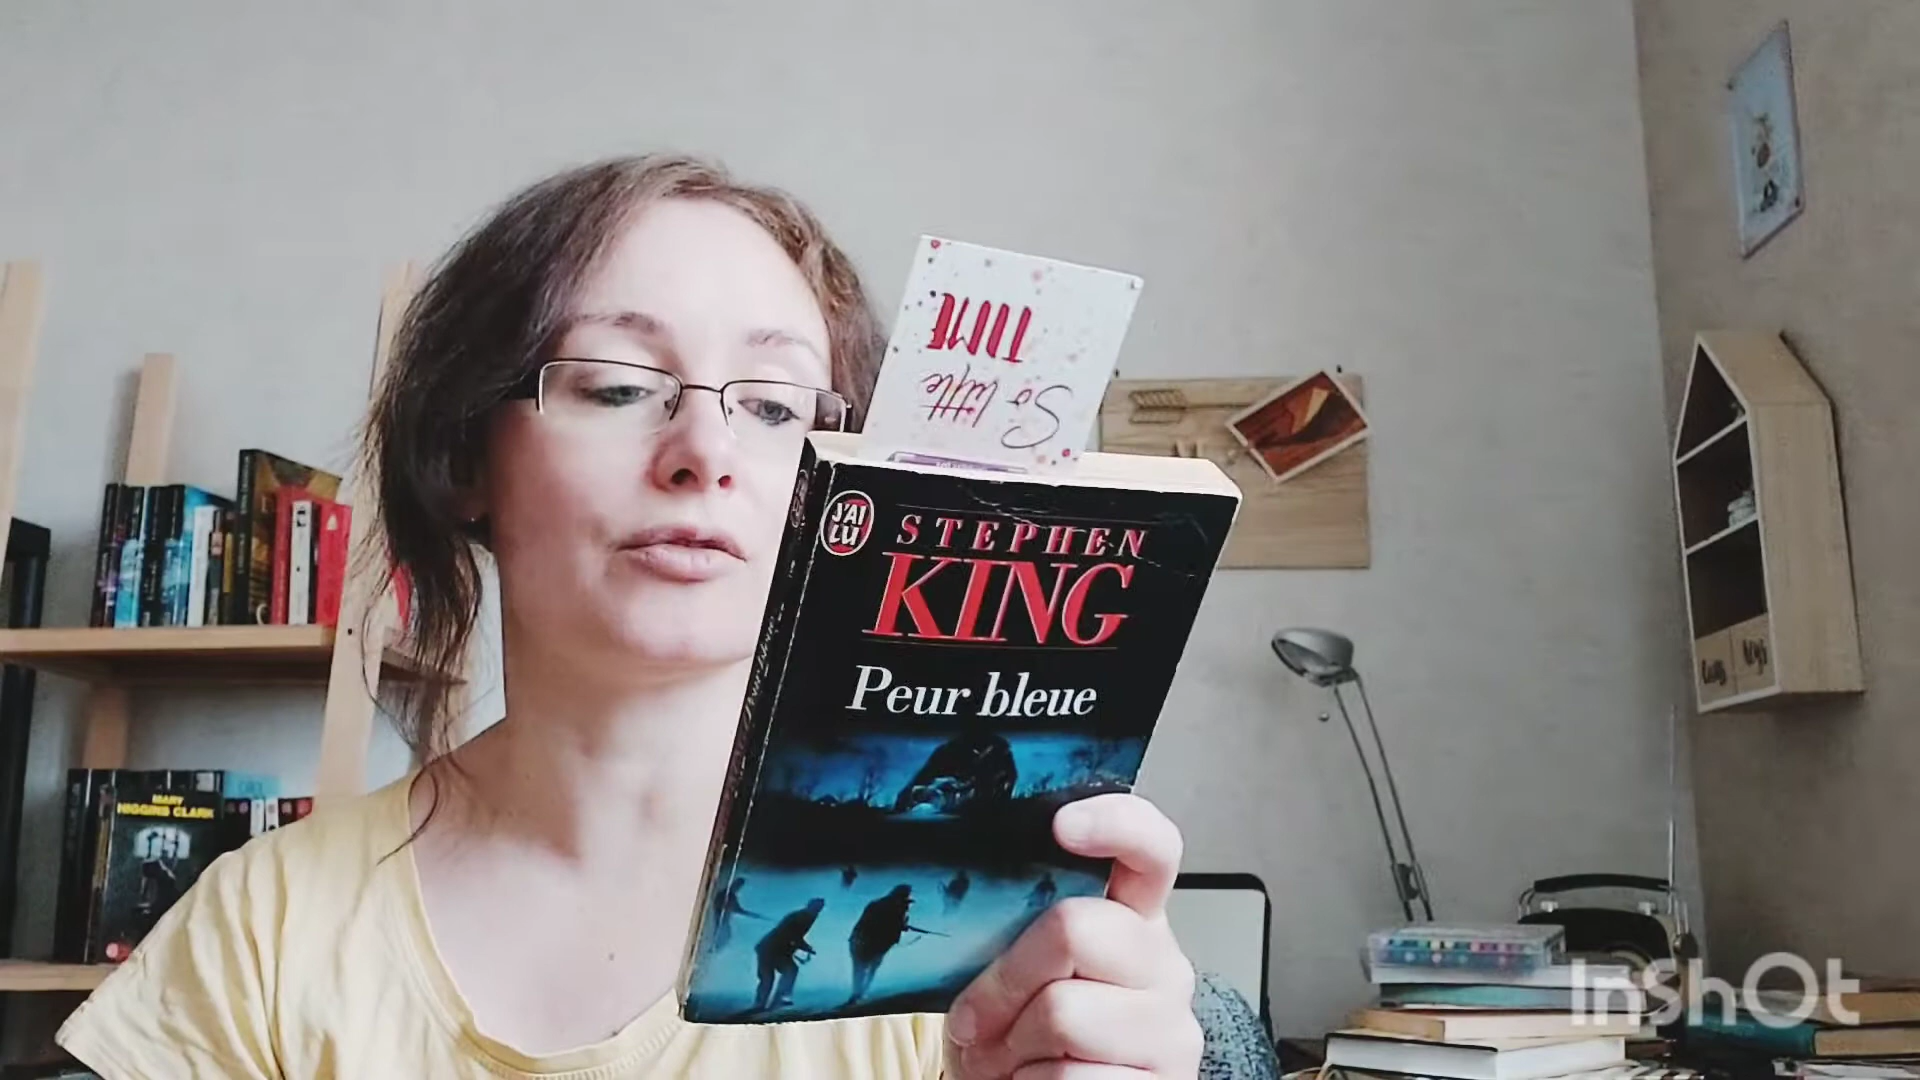 So little
TIME
J'AI
LU
STEPHEN
KING
Peur bleue
MARY
HIGGINS CLARK
InShOt